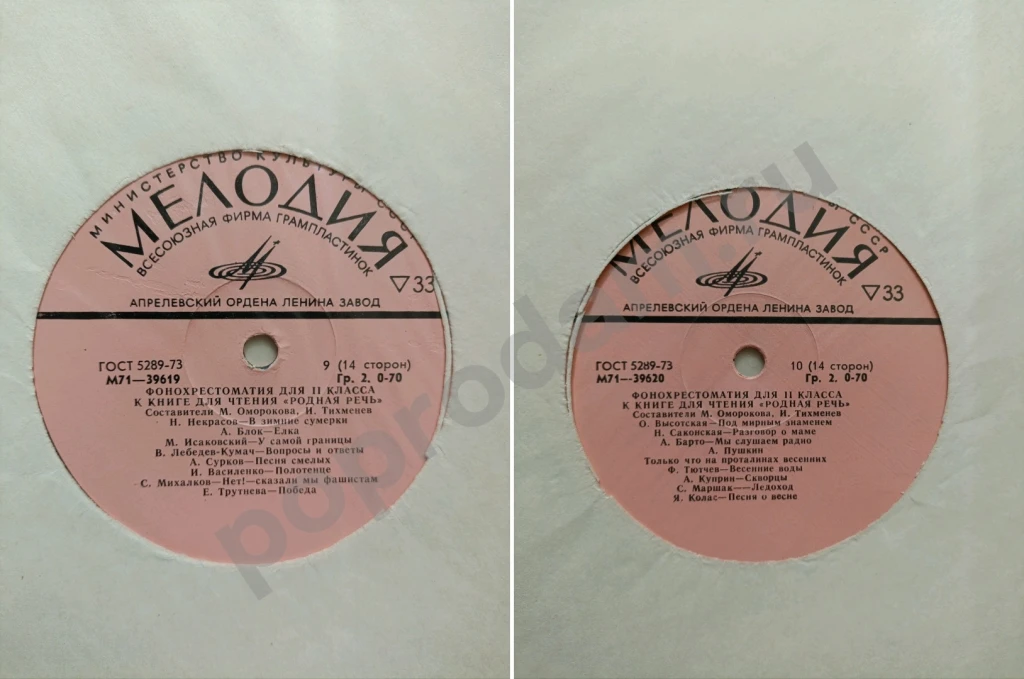 МИНИСТЕРСТВО КУЛЬТУРЫ СССР
МЕЛОДИЯ
ВСЕСОЮЗНАЯ ФИРМА ГРАМПЛАСТИНОК
▽33
АПРЕЛЕВСКИЙ ОРДЕНА ЛЕНИНА ЗАВОД
ГОСТ 5289-73 9 (14 сторон)
М71—39619 Гр. 2. 0-70
ФОНОХРЕСТОМАТИЯ ДЛЯ II КЛАССА
К КНИГЕ ДЛЯ ЧТЕНИЯ «РОДНАЯ РЕЧЬ»
Составители М. Оморокова, И. Тихменев
Н. Некрасов—В зимние сумерки
А. Блок—Елка
М. Исаковский—У самой границы
В. Лебедев-Кумач—Вопросы и ответы
А. Сурков—Песня смелых
И. Василенко—Полотенце
С. Михалков—Нет!—сказали мы фашистам
Е. Трутнева—Победа
СССР
МЕЛОДИЯ
ВСЕСОЮЗНАЯ ФИРМА ГРАМПЛАСТИНОК
▽33
АПРЕЛЕВСКИЙ ОРДЕНА ЛЕНИНА ЗАВОД
ГОСТ 5289-73 10 (14 сторон)
М71—39620 Гр. 2. 0-70
ФОНОХРЕСТОМАТИЯ ДЛЯ II КЛАССА
К КНИГЕ ДЛЯ ЧТЕНИЯ «РОДНАЯ РЕЧЬ»
Составители М. Оморокова, И. Тихменев
О. Высотская—Под мирным знаменем
Н. Саконская—Разговор о маме
А. Барто—Мы слушаем радио
А. Пушкин
Только что на проталинах весенних
Ф. Тютчев—Весенние воды
А. Куприн—Скворцы
С. Маршак—Ледоход
Я. Колас—Песня о весне